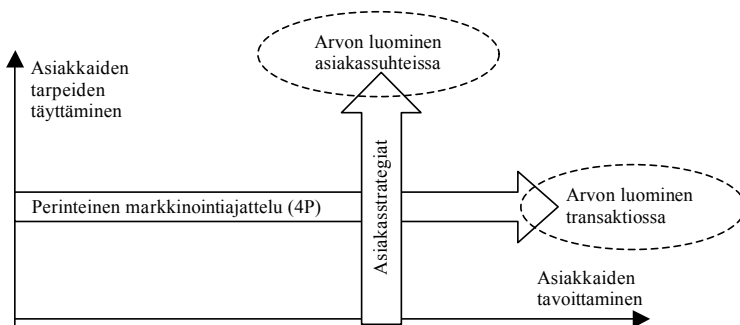 Arvon luominen
asiakassuhteissa
Asiakkaiden
tarpeiden
täyttäminen
Asiakasstrategiat
Perinteinen markkinointiajattelu (4P)
Arvon luominen
transaktiossa
Asiakkaiden
tavoittaminen